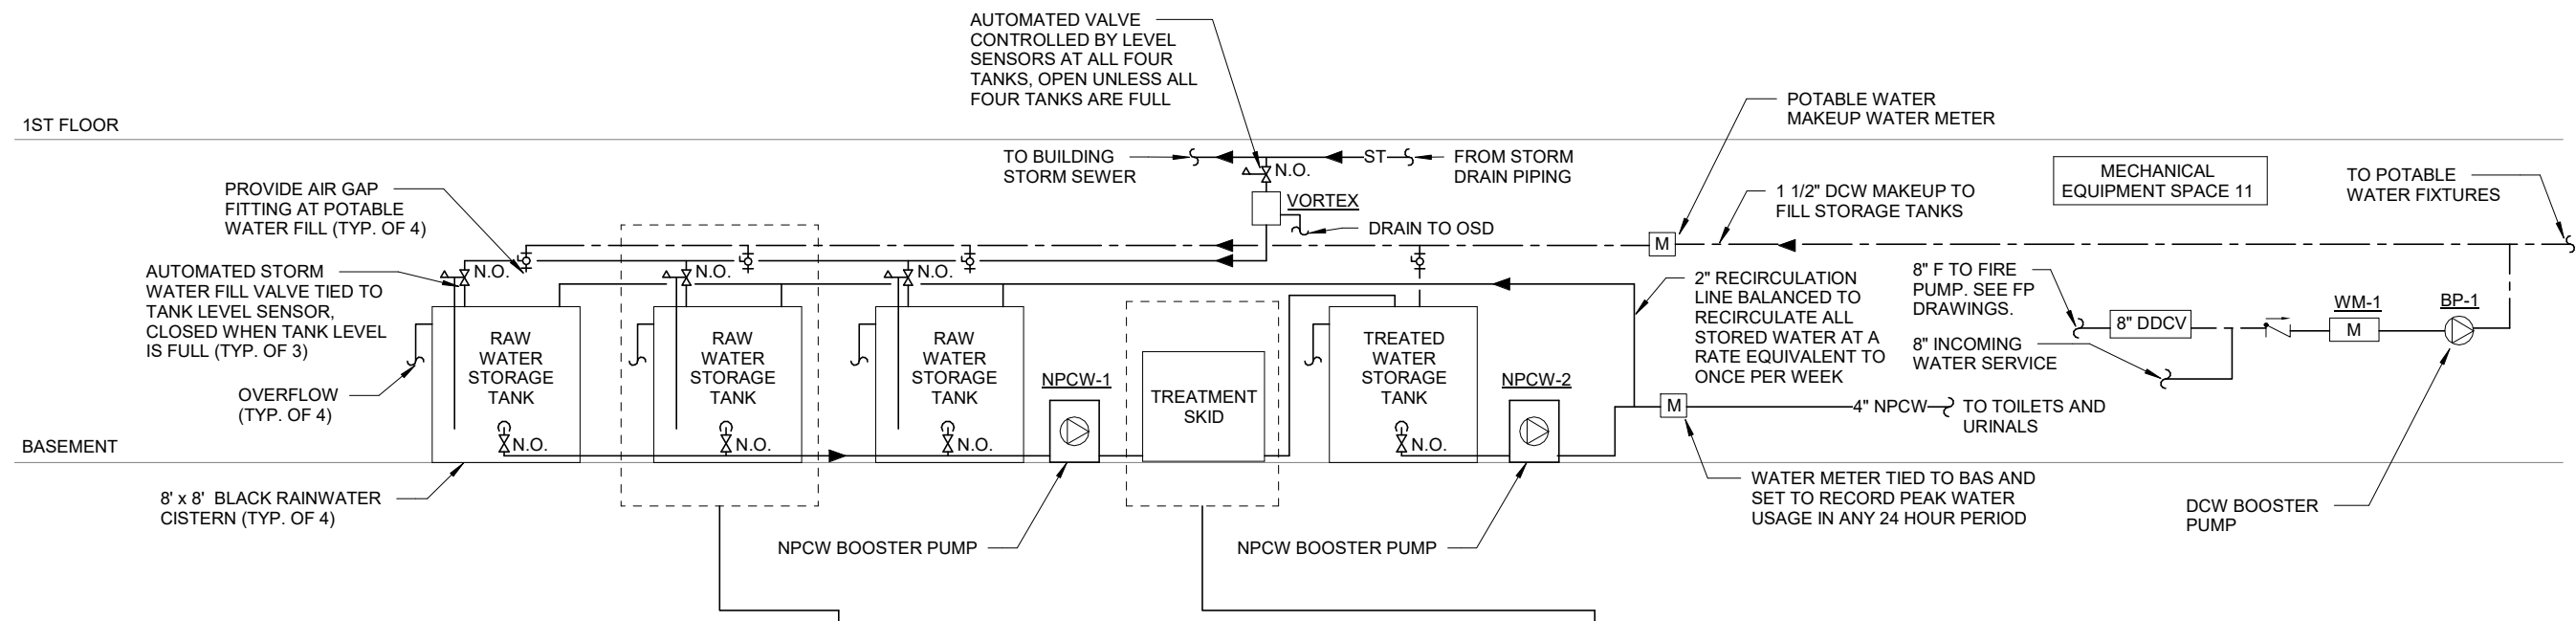 AUTOMATED VALVE
CONTROLLED BY LEVEL
SENSORS AT ALL FOUR
TANKS, OPEN UNLESS ALL
FOUR TANKS ARE FULL
POTABLE WATER
MAKEUP WATER METER
1ST FLOOR
TO BUILDING
STORM SEWER
ST
FROM STORM
DRAIN PIPING
N.O.
MECHANICAL
EQUIPMENT SPACE 11
TO POTABLE
WATER FIXTURES
PROVIDE AIR GAP
FITTING AT POTABLE
WATER FILL (TYP. OF 4)
VORTEX
1 1/2" DCW MAKEUP TO
FILL STORAGE TANKS
DRAIN TO OSD
M
AUTOMATED STORM
WATER FILL VALVE TIED TO
TANK LEVEL SENSOR,
CLOSED WHEN TANK LEVEL
IS FULL (TYP. OF 3)
N.O.
N.O.
N.O.
2" RECIRCULATION
LINE BALANCED TO
RECIRCULATE ALL
STORED WATER AT A
RATE EQUIVALENT TO
ONCE PER WEEK
8" F TO FIRE
PUMP. SEE FP
DRAWINGS.
8" DDCV
WM-1
M
BP-1
8" INCOMING
WATER SERVICE
OVERFLOW
(TYP. OF 4)
RAW
WATER
STORAGE
TANK
N.O.
RAW
WATER
STORAGE
TANK
N.O.
RAW
WATER
STORAGE
TANK
N.O.
NPCW-1
TREATMENT
SKID
TREATED
WATER
STORAGE
TANK
N.O.
NPCW-2
M
4" NPCW
TO TOILETS AND
URINALS
BASEMENT
8' x 8' BLACK RAINWATER
CISTERN (TYP. OF 4)
NPCW BOOSTER PUMP
NPCW BOOSTER PUMP
WATER METER TIED TO BAS AND
SET TO RECORD PEAK WATER
USAGE IN ANY 24 HOUR PERIOD
DCW BOOSTER
PUMP